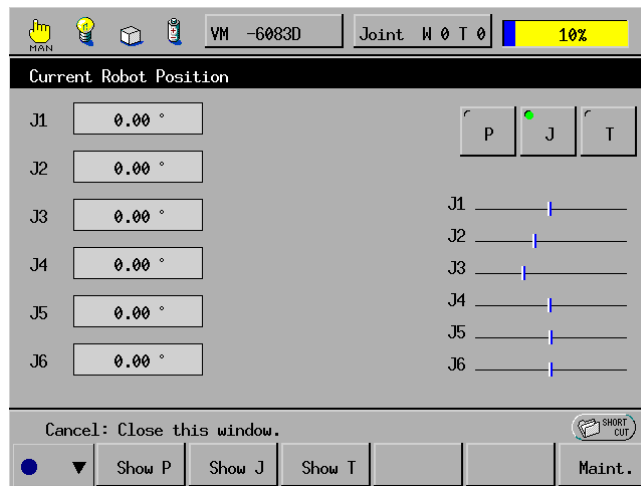 MAN VM -6083D Joint W 0 T 0 10%
Current Robot Position
J1 0.00 °
J2 0.00 °
J3 0.00 °
J4 0.00 °
J5 0.00 °
J6 0.00 °
P J T
J1
J2
J3
J4
J5
J6
Cancel: Close this window.
SHORT
CUT
Show P Show J Show T Maint.